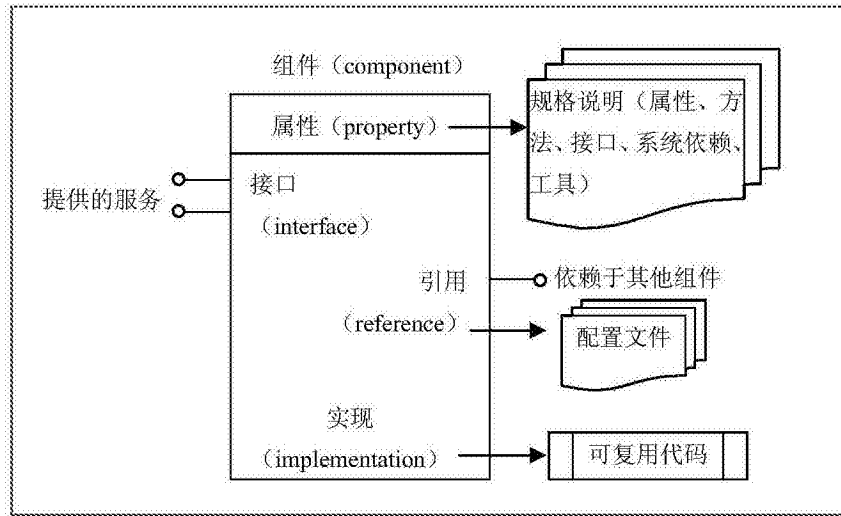 组件（component）
属性（property）
规格说明（属性、方
法、接口、系统依赖、
工具）
提供的服务
接口
（interface）
引用
依赖于其他组件
（reference）
配置文件
实现
（implementation）
可复用代码